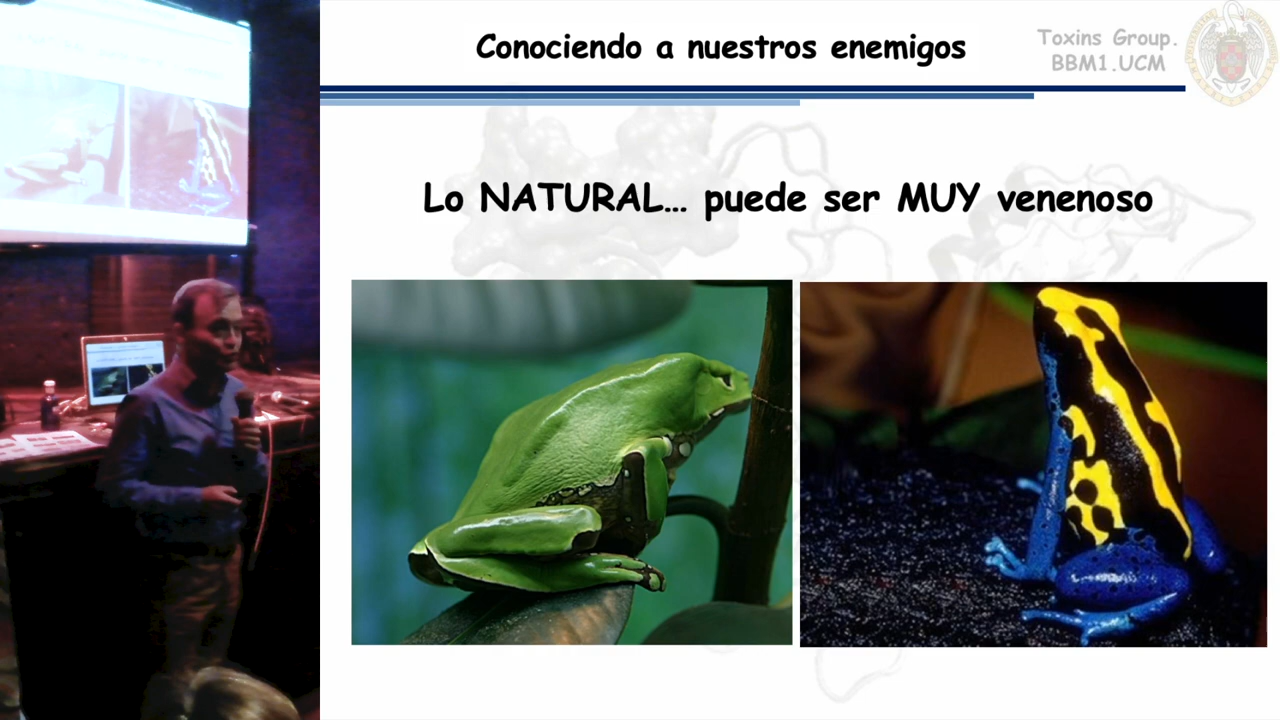 Conociendo a nuestros enemigos
Toxins Group.
BBM1.UCM
Lo NATURAL... puede ser MUY venenoso